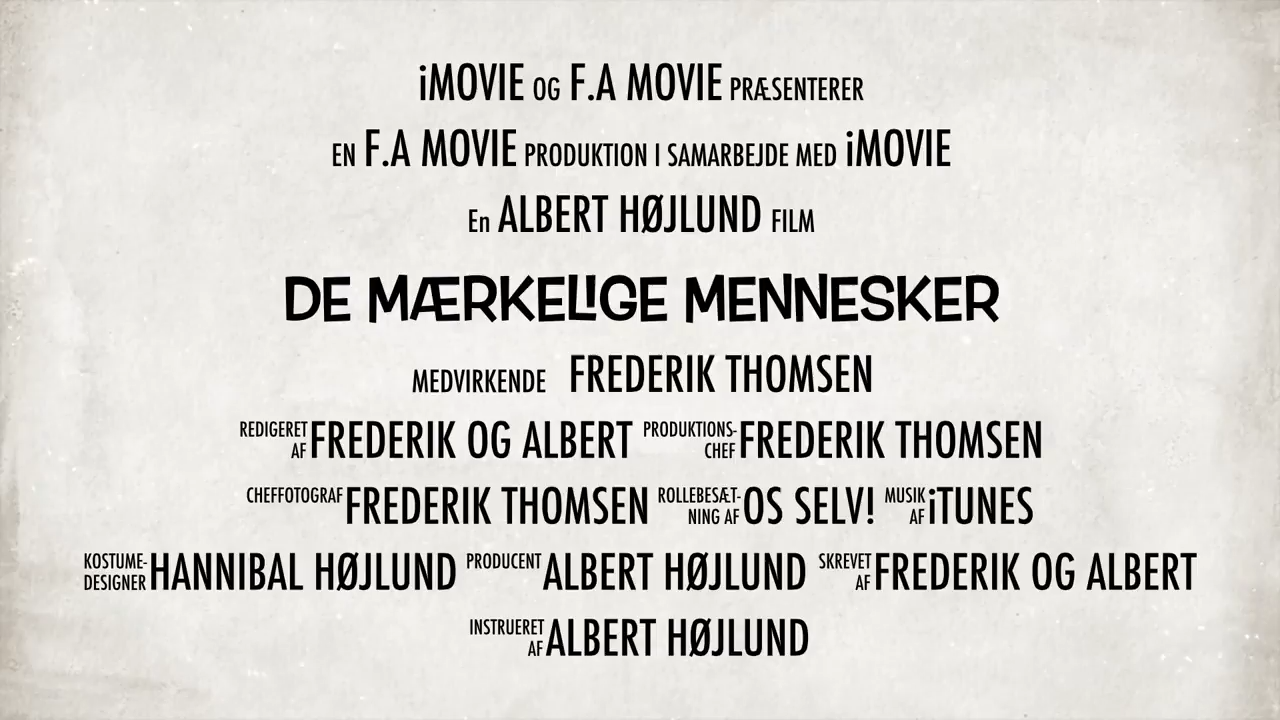 iMOVIE OG F.A MOVIE PRÆSENTERER
EN F.A MOVIE PRODUKTION I SAMARBEJDE MED iMOVIE
En ALBERT HØJLUND FILM
DE MÆRKELIGE MENNESKER
MEDVIRKENDE FREDERIK THOMSEN
REDIGERET AF FREDERIK OG ALBERT PRODUKTIONS-CHEF FREDERIK THOMSEN
CHEFFOTOGRAF FREDERIK THOMSEN ROLLEBESÆT-NING AF OS SELV! MUSIK AF iTUNES
KOSTUME-DESIGNER HANNIBAL HØJLUND PRODUCENT ALBERT HØJLUND SKREVET AF FREDERIK OG ALBERT
INSTRUERET AF ALBERT HØJLUND